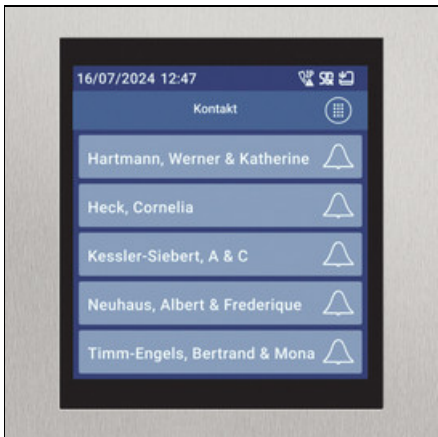 16/07/2024 12:47
Kontakt
Hartmann, Werner & Katherine
Heck, Cornelia
Kessler-Siebert, A & C
Neuhaus, Albert & Frederique
Timm-Engels, Bertrand & Mona